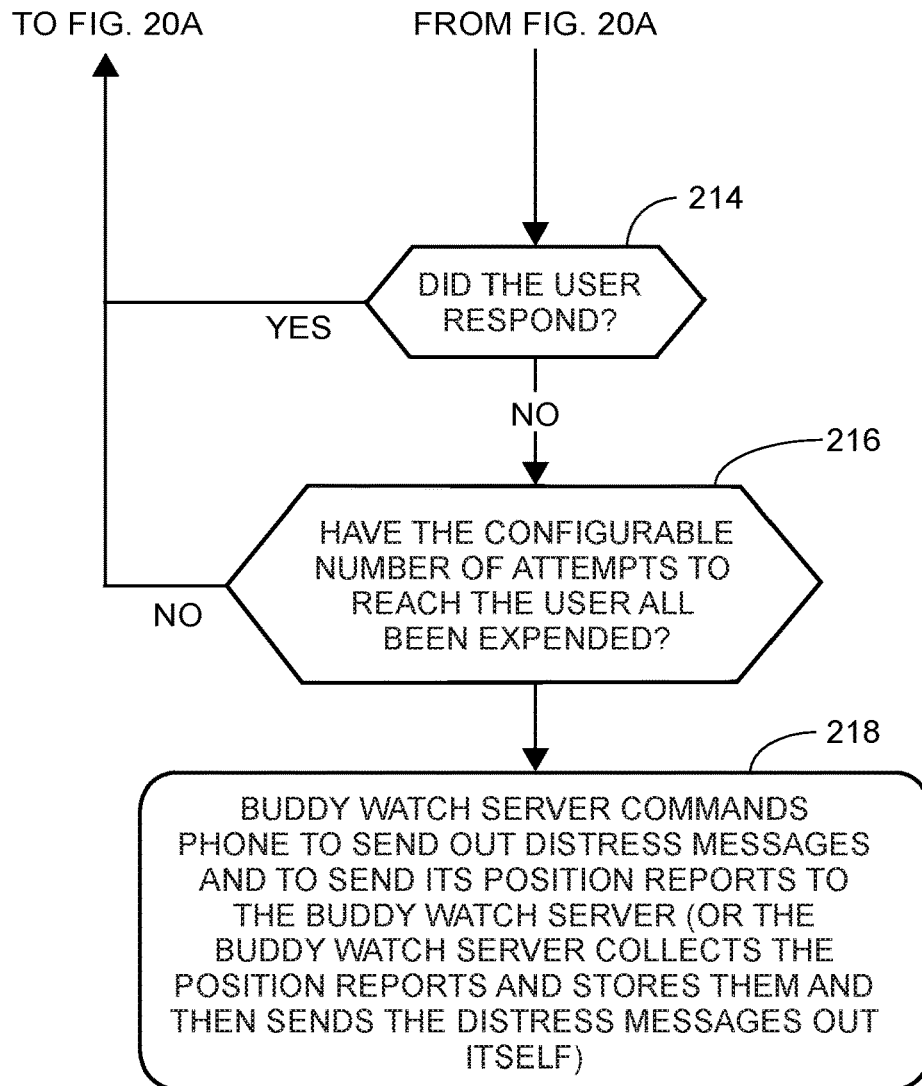 TO FIG. 20A
FROM FIG. 20A
214
DID THE USER
RESPOND?
YES
NO
216
HAVE THE CONFIGURABLE
NUMBER OF ATTEMPTS TO
REACH THE USER ALL
BEEN EXPENDED?
NO
218
BUDDY WATCH SERVER COMMANDS
PHONE TO SEND OUT DISTRESS MESSAGES
AND TO SEND ITS POSITION REPORTS TO
THE BUDDY WATCH SERVER (OR THE
BUDDY WATCH SERVER COLLECTS THE
POSITION REPORTS AND STORES THEM AND
THEN SENDS THE DISTRESS MESSAGES OUT
ITSELF)